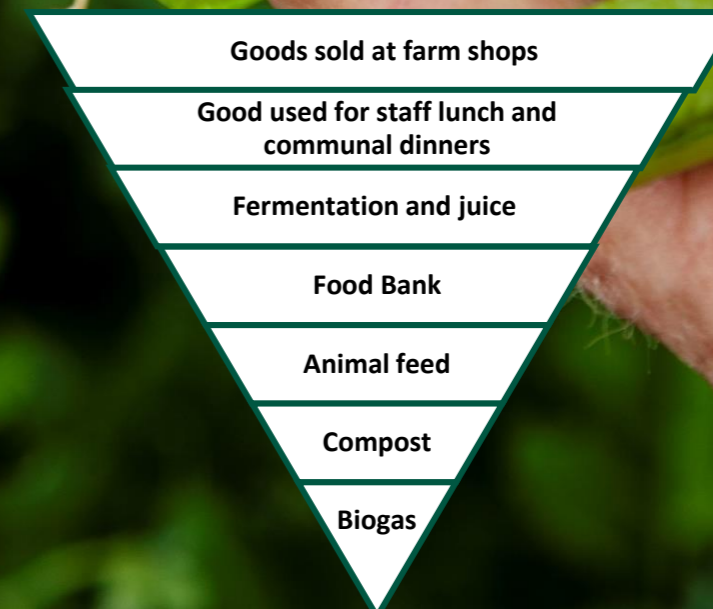 Goods sold at farm shops
Good used for staff lunch and
communal dinners
Fermentation and juice
Food Bank
Animal feed
Compost
Biogas